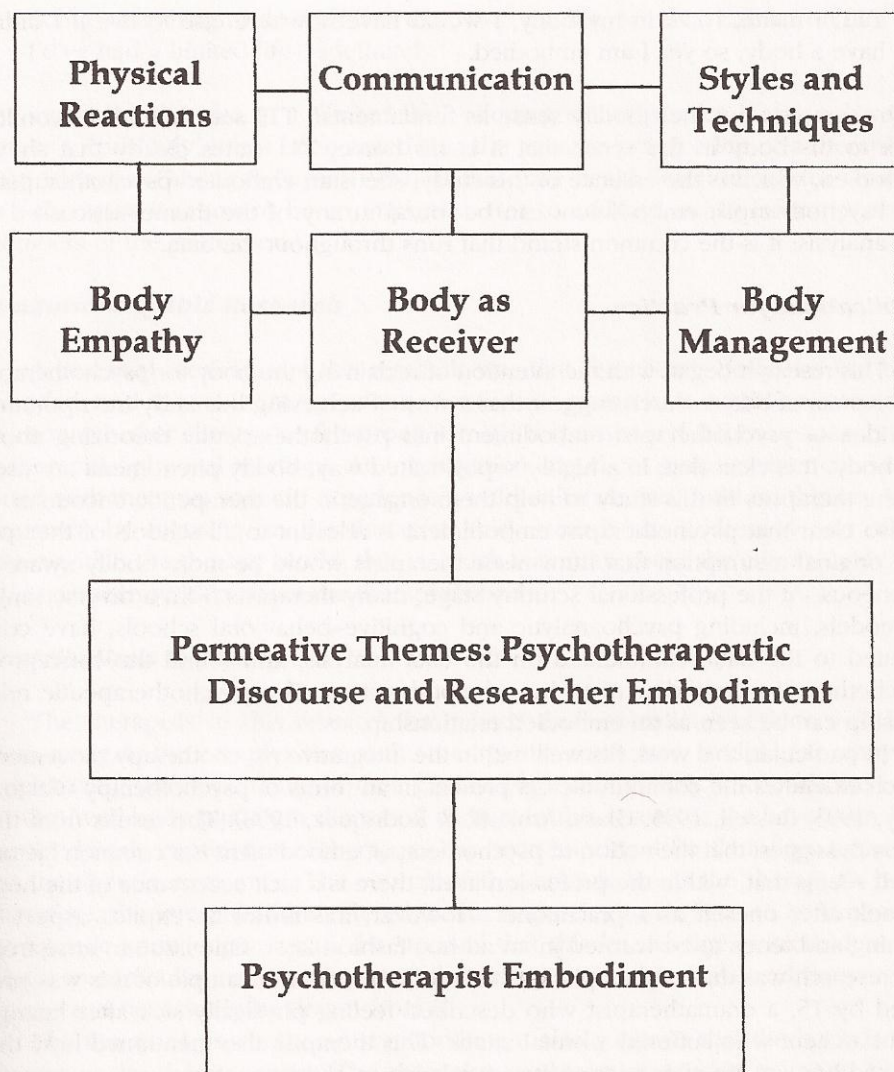 Physical
Reactions
Communication
Styles and
Techniques
Body
Empathy
Body as
Receiver
Body
Management
Permeative Themes: Psychotherapeutic
Discourse and Researcher Embodiment
Psychotherapist Embodiment